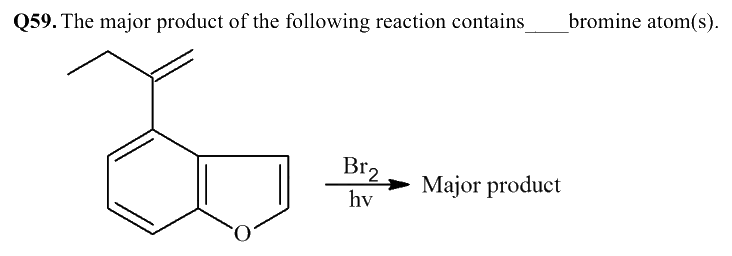 Q59. The major product of the following reaction contains____bromine atom(s).
Br2
hv
Major product
O